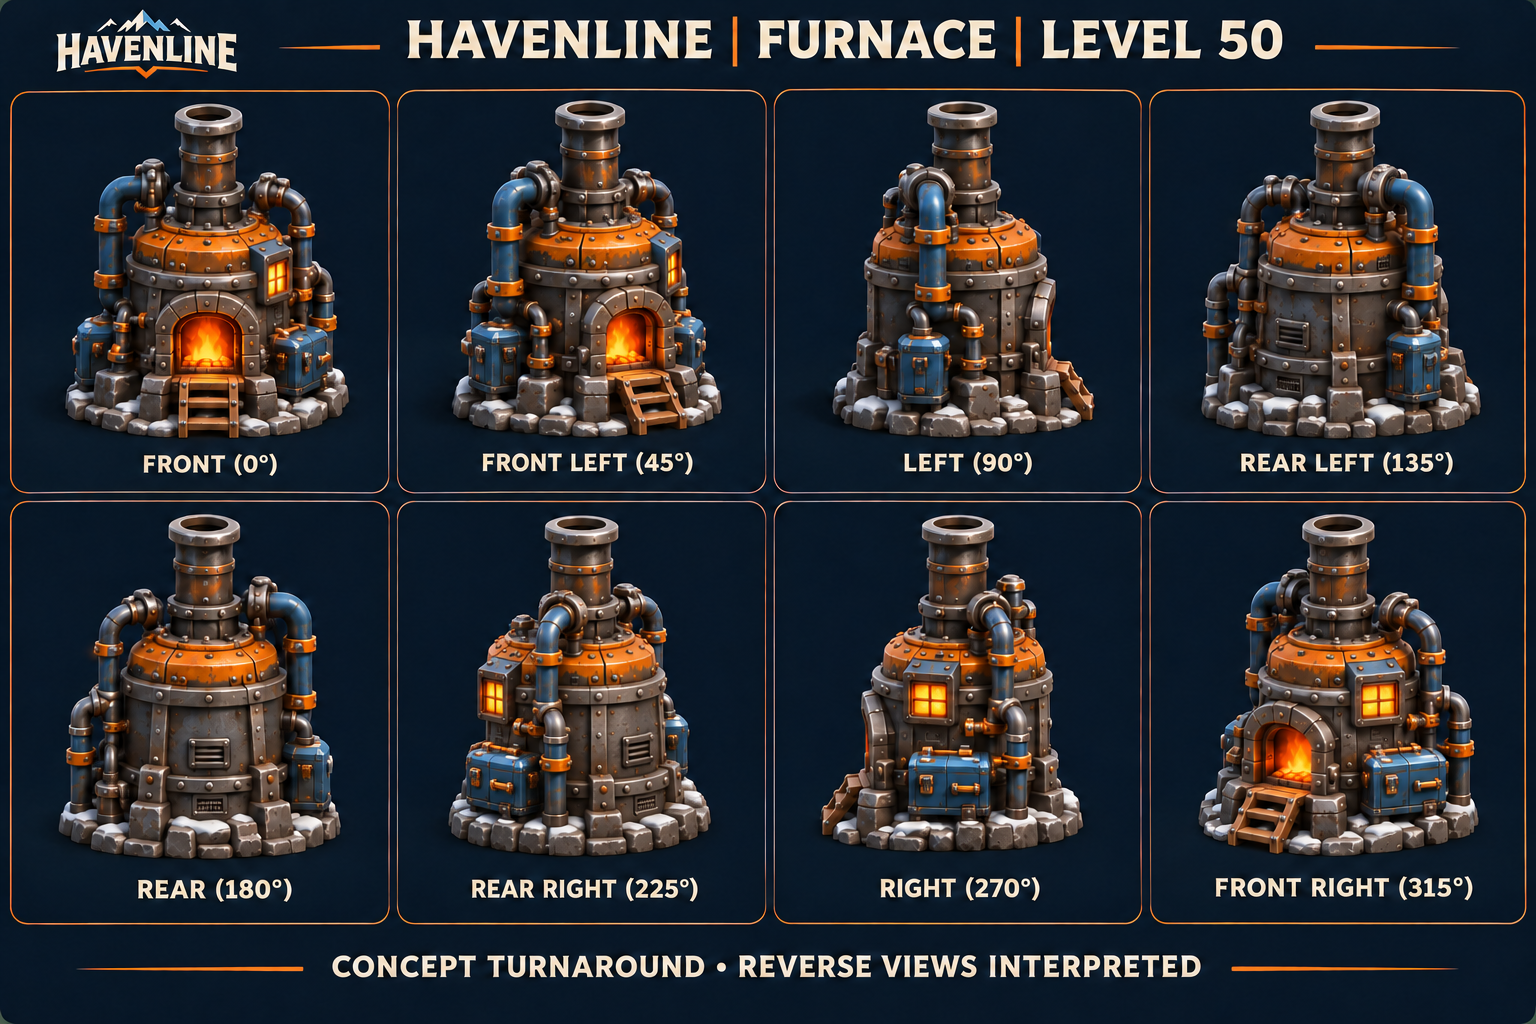 HAVENLINE
HAVENLINE | FURNACE | LEVEL 50
FRONT (0°)
FRONT LEFT (45°)
LEFT (90°)
REAR LEFT (135°)
REAR (180°)
REAR RIGHT (225°)
RIGHT (270°)
FRONT RIGHT (315°)
CONCEPT TURNAROUND • REVERSE VIEWS INTERPRETED